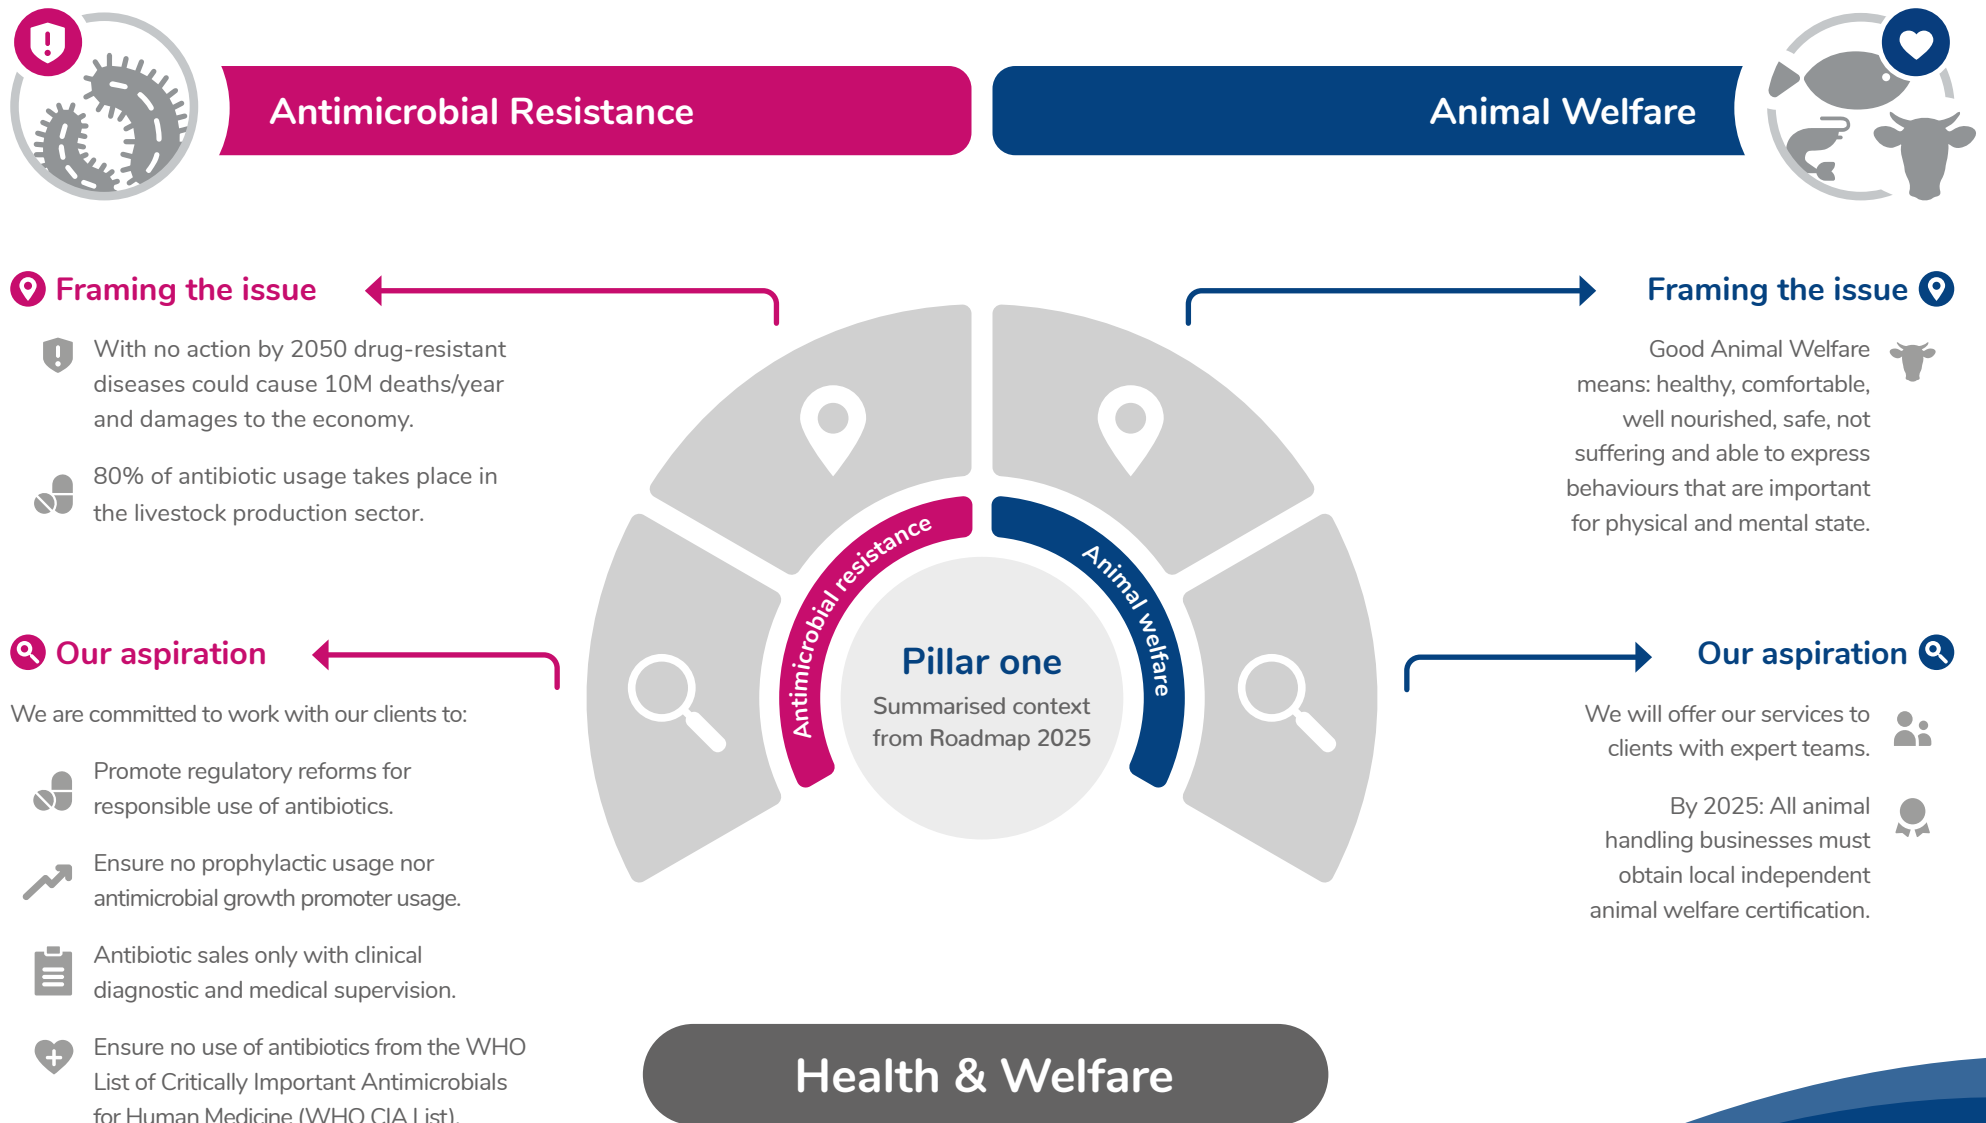 Antimicrobial Resistance
Animal Welfare
Framing the issue
With no action by 2050 drug-resistant
diseases could cause 10M deaths/year
and damages to the economy.
80% of antibiotic usage takes place in
the livestock production sector.
Our aspiration
We are committed to work with our clients to:
Promote regulatory reforms for
responsible use of antibiotics.
Ensure no prophylactic usage nor
antimicrobial growth promoter usage.
Antibiotic sales only with clinical
diagnostic and medical supervision.
Ensure no use of antibiotics from the WHO
List of Critically Important Antimicrobials
for Human Medicine (WHO CIA List).
Antimicrobial resistance
Animal welfare
Pillar one
Summarised context
from Roadmap 2025
Framing the issue
Good Animal Welfare
means: healthy, comfortable,
well nourished, safe, not
suffering and able to express
behaviours that are important
for physical and mental state.
Our aspiration
We will offer our services to
clients with expert teams.
By 2025: All animal
handling businesses must
obtain local independent
animal welfare certification.
Health & Welfare